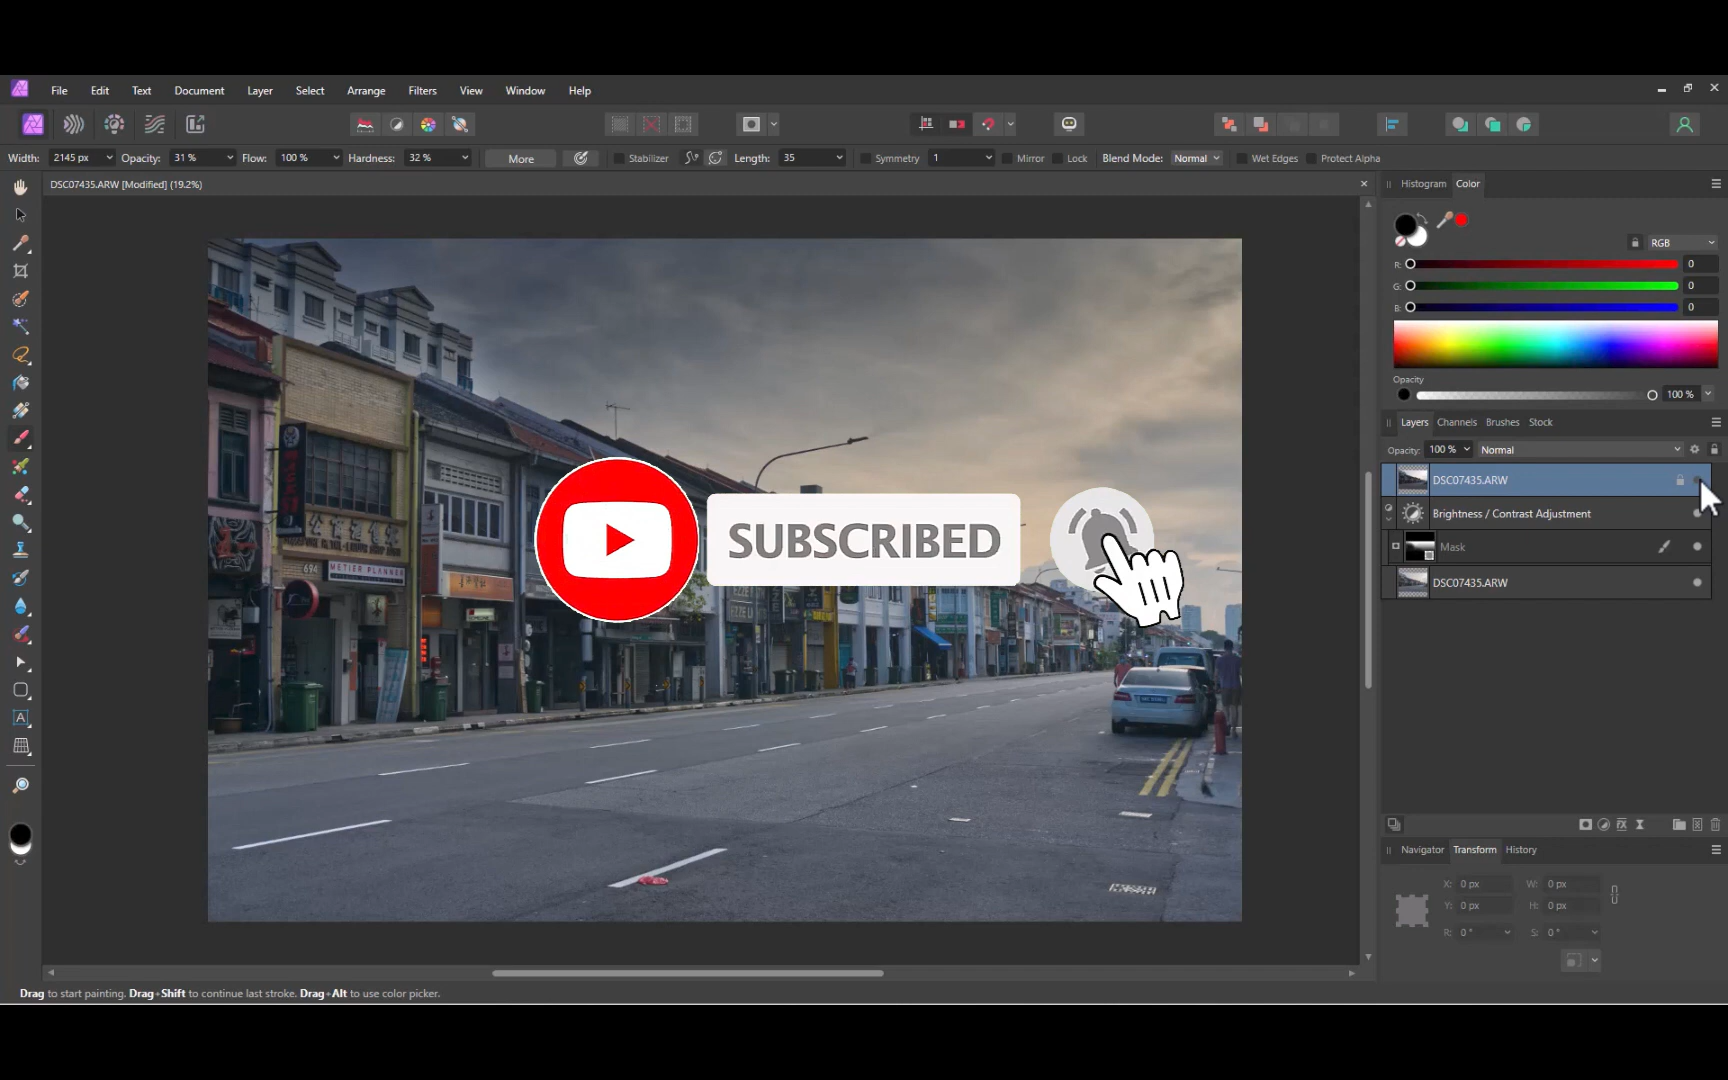 File Edit Text Document Layer Select Arrange Filters View Window Help
Width: 2145 px Opacity: 31 % Flow: 100 % Hardness: 32 % More Stabilizer Length: 35 Symmetry 1 Mirror Lock Blend Mode: Normal Wet Edges Protect Alpha
DSC07435.ARW [Modified] (19.2%)
Histogram Color
RGB
R: 0
G: 0
B: 0
Opacity
100 %
Layers Channels Brushes Stock
Opacity: 100 % Normal
DSC07435.ARW
Brightness / Contrast Adjustment
Mask
DSC07435.ARW
SUBSCRIBED
694 METIER PLANNER
Navigator Transform History
X: 0 px W: 0 px
Y: 0 px H: 0 px
R: 0 ° S: 0 °
A
Drag to start painting. Drag+Shift to continue last stroke. Drag+Alt to use color picker.